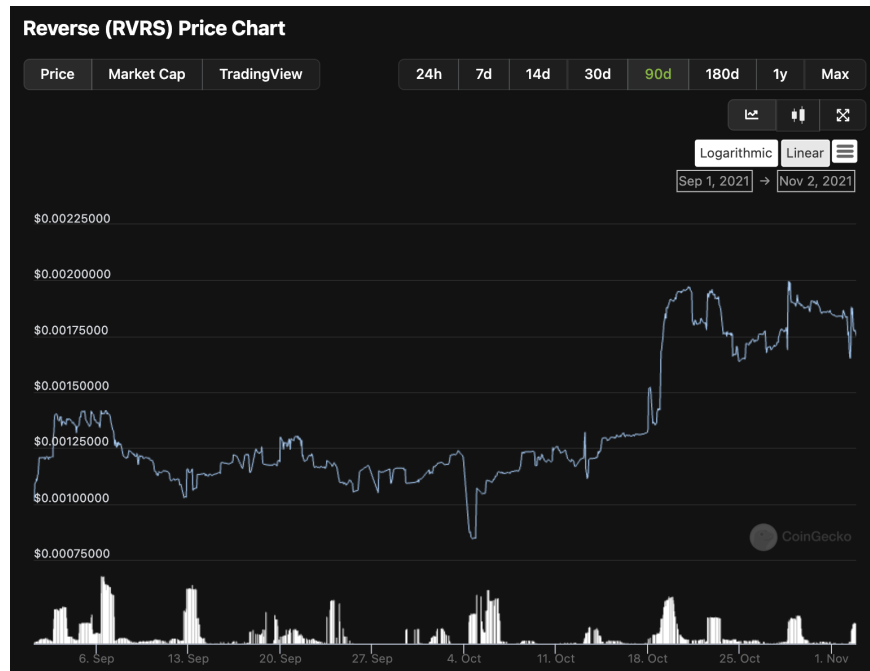 Reverse (RVRS) Price Chart
Price Market Cap TradingView 24h 7d 14d 30d 90d 180d 1y Max
Logarithmic Linear
Sep 1, 2021 → Nov 2, 2021
$0.00225000
$0.00200000
$0.00175000
$0.00150000
$0.00125000
$0.00100000
CoinGecko
$0.00075000
6. Sep 13. Sep 20. Sep 27. Sep 4. Oct 11. Oct 18. Oct 25. Oct 1. Nov